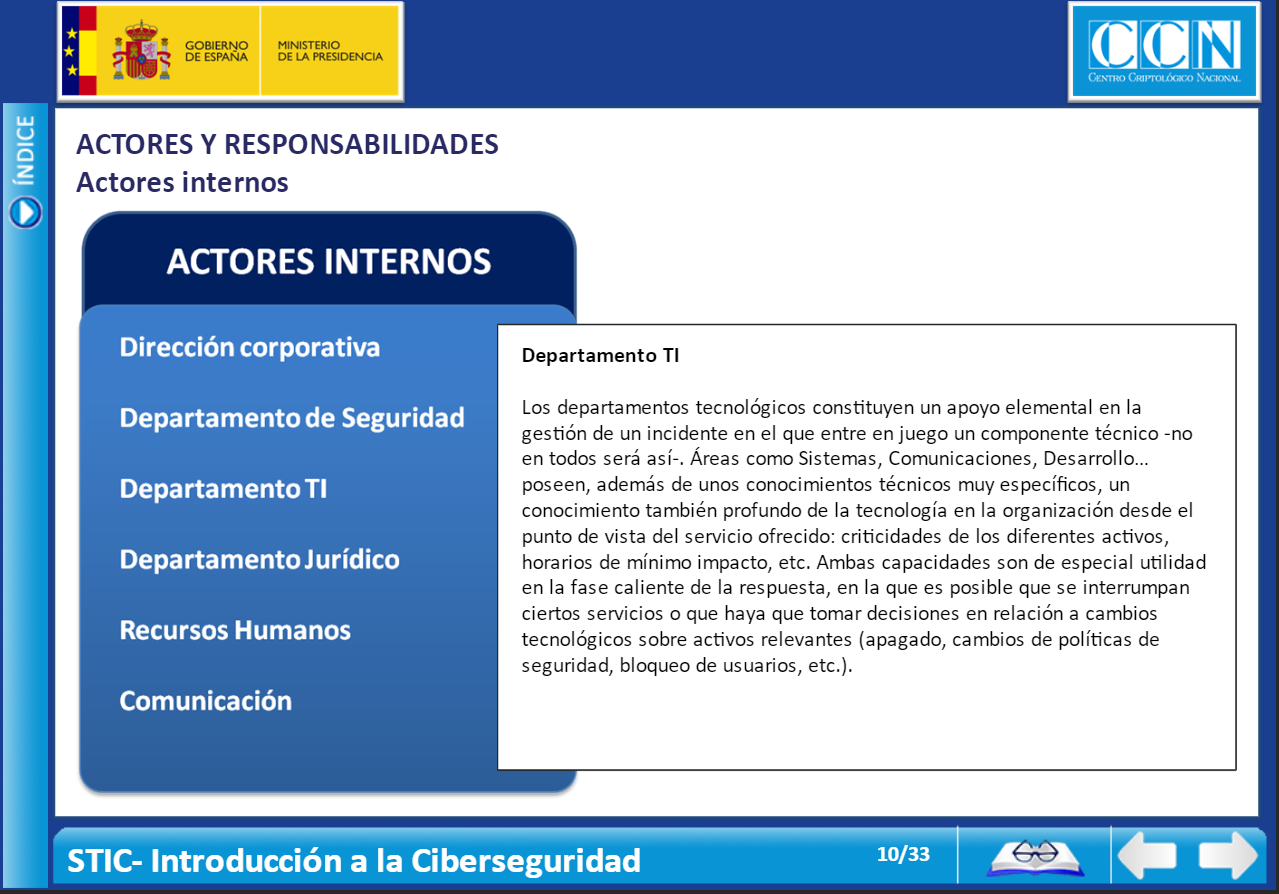 GOBIERNO
DE ESPAÑA
MINISTERIO
DE LA PRESIDENCIA
CCN
CENTRO CRIPTOLÓGICO NACIONAL
ÍNDICE
ACTORES Y RESPONSABILIDADES
Actores internos
ACTORES INTERNOS
Dirección corporativa
Departamento de Seguridad
Departamento TI
Departamento Jurídico
Recursos Humanos
Comunicación
Departamento TI
Los departamentos tecnológicos constituyen un apoyo elemental en la
gestión de un incidente en el que entre en juego un componente técnico -no
en todos será así-. Áreas como Sistemas, Comunicaciones, Desarrollo...
poseen, además de unos conocimientos técnicos muy específicos, un
conocimiento también profundo de la tecnología en la organización desde el
punto de vista del servicio ofrecido: criticidades de los diferentes activos,
horarios de mínimo impacto, etc. Ambas capacidades son de especial utilidad
en la fase caliente de la respuesta, en la que es posible que se interrumpan
ciertos servicios o que haya que tomar decisiones en relación a cambios
tecnológicos sobre activos relevantes (apagado, cambios de políticas de
seguridad, bloqueo de usuarios, etc.).
STIC- Introducción a la Ciberseguridad
10/33